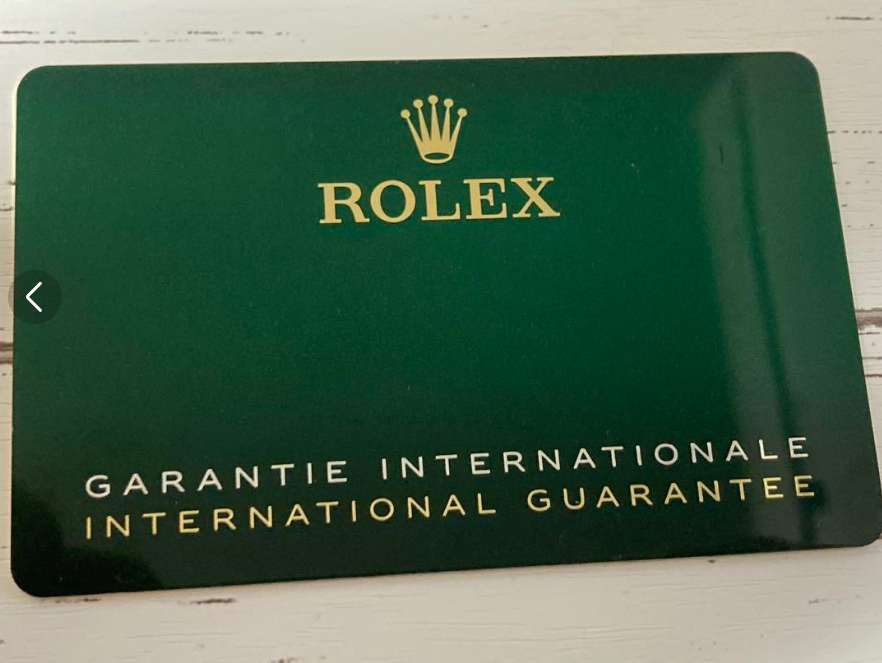 ROLEX
GARANTIE INTERNATIONALE
INTERNATIONAL GUARANTEE